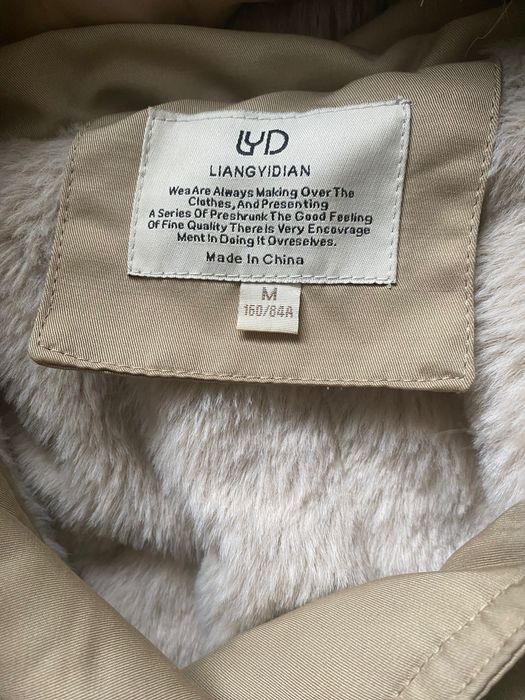 LYD
LIANGYIDIAN
Wea Are Always Making Over The
Clothes, And Presenting
A Series Of Preshrunk The Good Feeling
Of Fine Quality There Is Very Encovrage
Ment In Doing It Ovreselves.
Made In China
M
160/84A